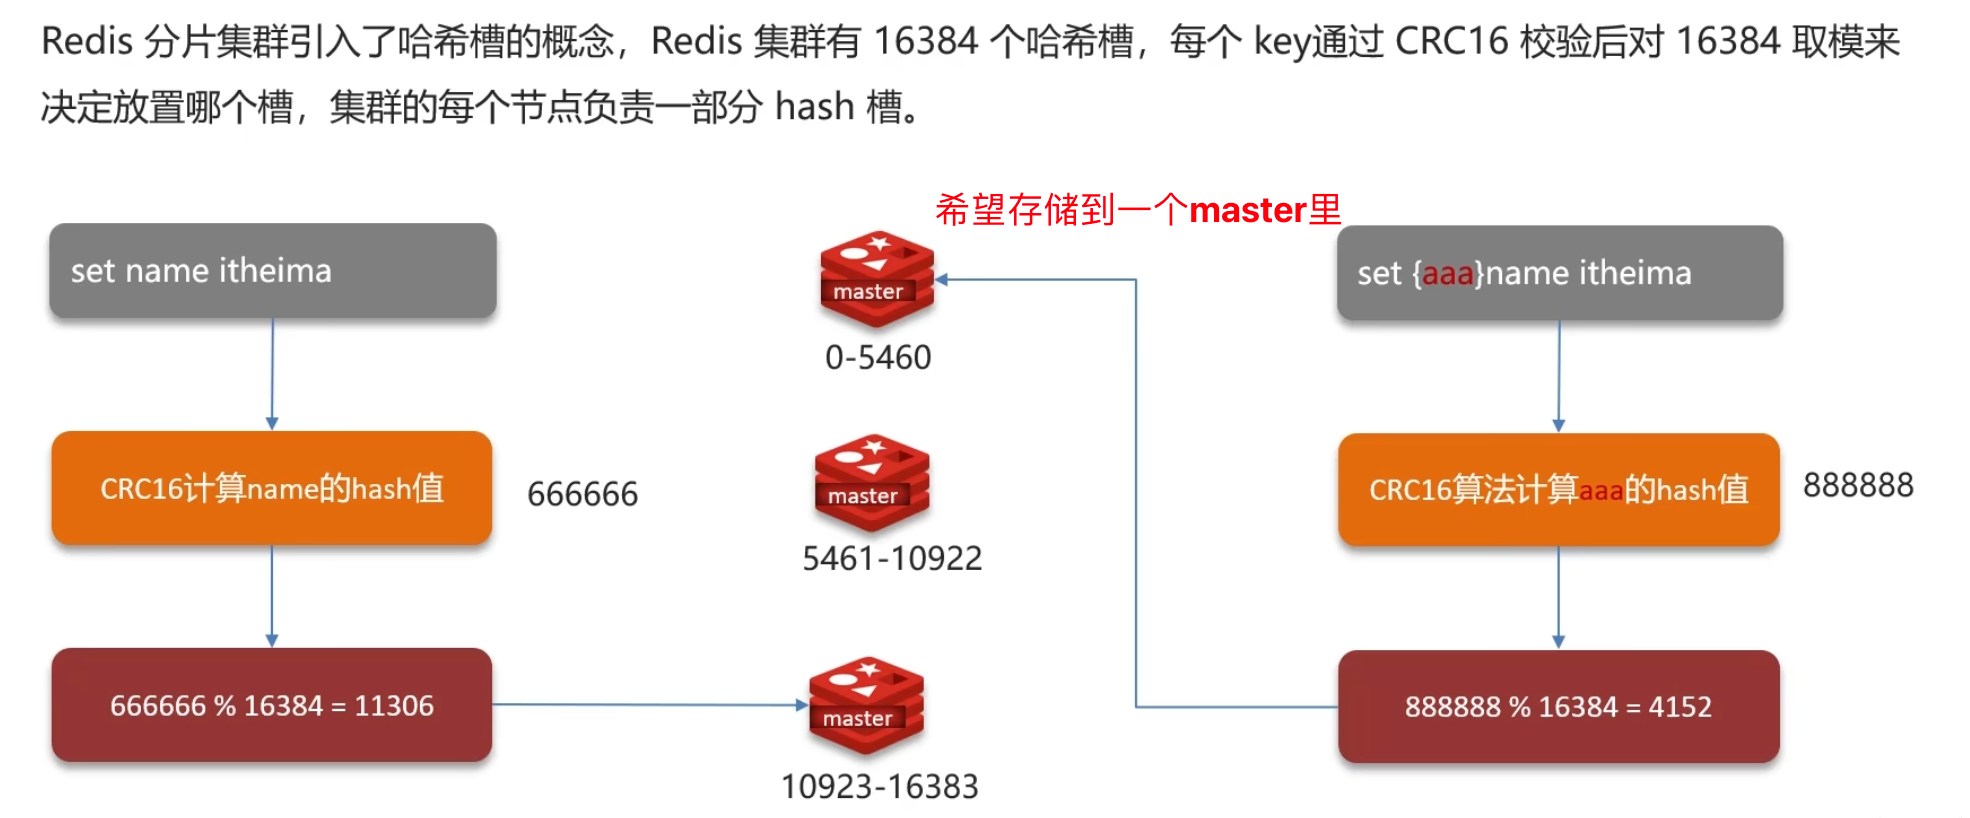 Redis 分片集群引入了哈希槽的概念，Redis 集群有 16384 个哈希槽，每个 key通过 CRC16 校验后对 16384 取模来
决定放置哪个槽，集群的每个节点负责一部分 hash 槽。
希望存储到一个master里
set name itheima
master
0-5460
set {aaa}name itheima
CRC16计算name的hash值
666666
master
5461-10922
CRC16算法计算aaa的hash值
888888
666666 % 16384 = 11306
master
10923-16383
888888 % 16384 = 4152